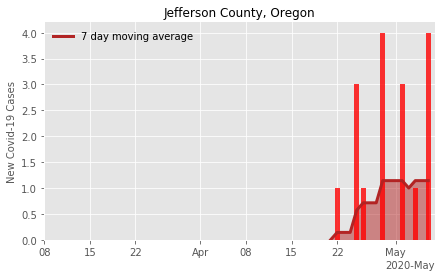 Jefferson County, Oregon
7 day moving average
New Covid-19 Cases
4.0
3.5
3.0
2.5
2.0
1.5
1.0
0.5
0.0
08 15 22 Apr 08 15 22 May
2020-May